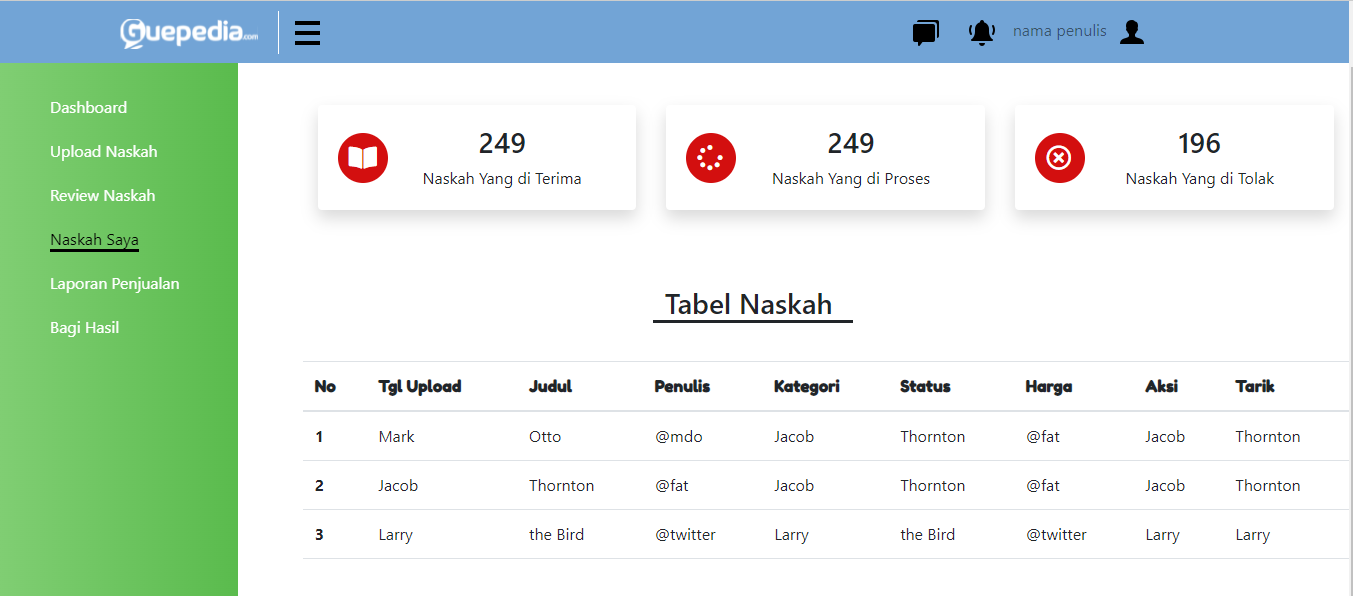 Guepedia.com
nama penulis
Dashboard
Upload Naskah
Review Naskah
Naskah Saya
Laporan Penjualan
Bagi Hasil
249
Naskah Yang di Terima
249
Naskah Yang di Proses
196
Naskah Yang di Tolak
Tabel Naskah
No Tgl Upload Judul Penulis Kategori Status Harga Aksi Tarik
1 Mark Otto @mdo Jacob Thornton @fat Jacob Thornton
2 Jacob Thornton @fat Jacob Thornton @fat Jacob Thornton
3 Larry the Bird @twitter Larry the Bird @twitter Larry Larry